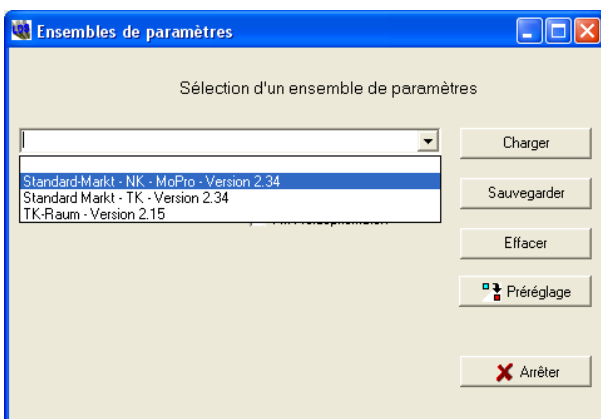 LDS
Ensembles de paramètres
Sélection d'un ensemble de paramètres
Charger
Standard-Markt - NK - MoPro - Version 2.34
Standard Markt - TK - Version 2.34
TK-Raum - Version 2.15
Sauvegarder
Effacer
Préréglage
Arrêter